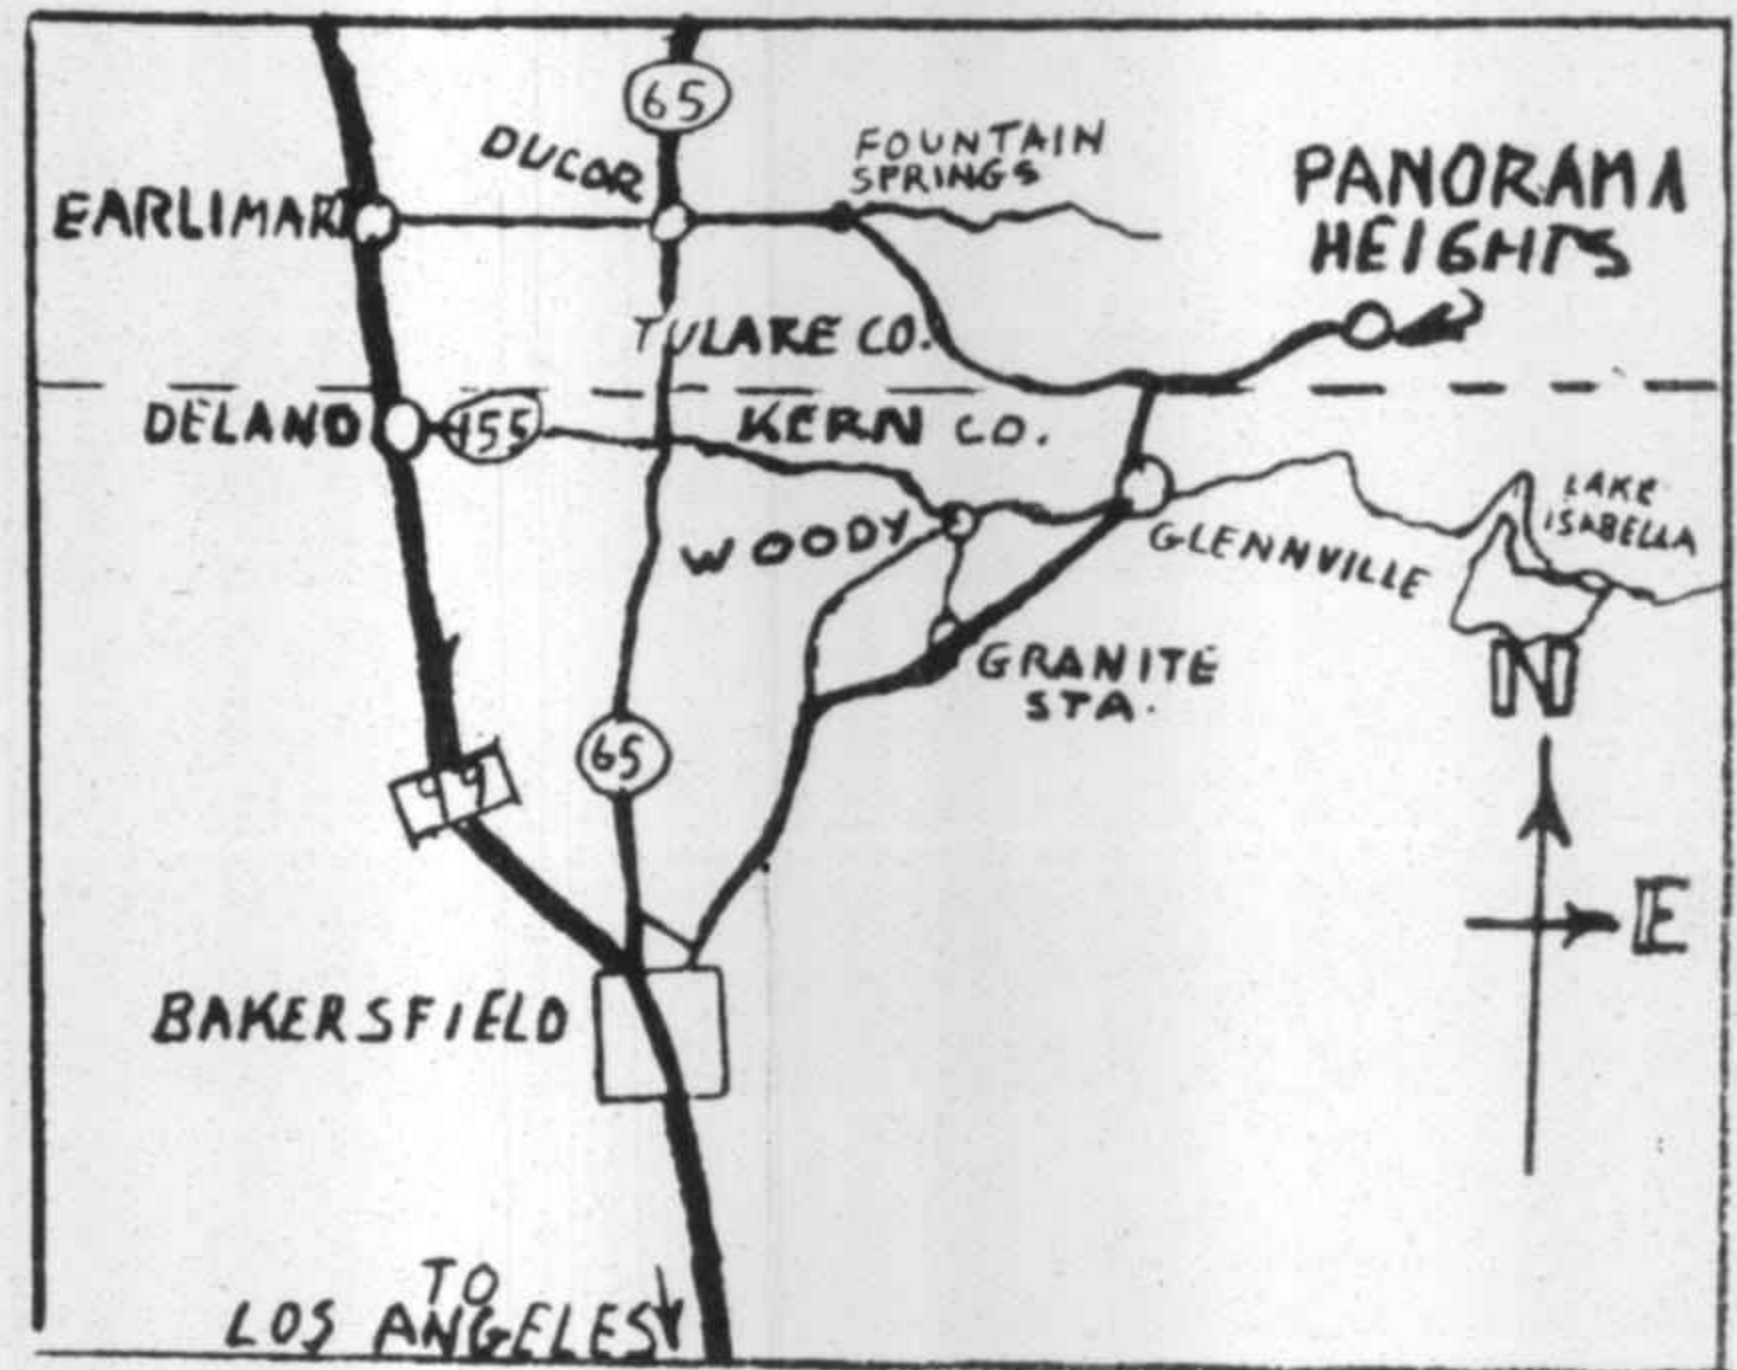 65
DUCOR
FOUNTAIN
SPRINGS
PANORAMA
HEIGHTS
EARLIMART
TULARE CO.
DELANO
155
KERN CO.
WOODY
GLENNVILLE
LAKE
ISABELLA
GRANITE
STA.
N
65
99
E
BAKERSFIELD
TO
LOS ANGELES